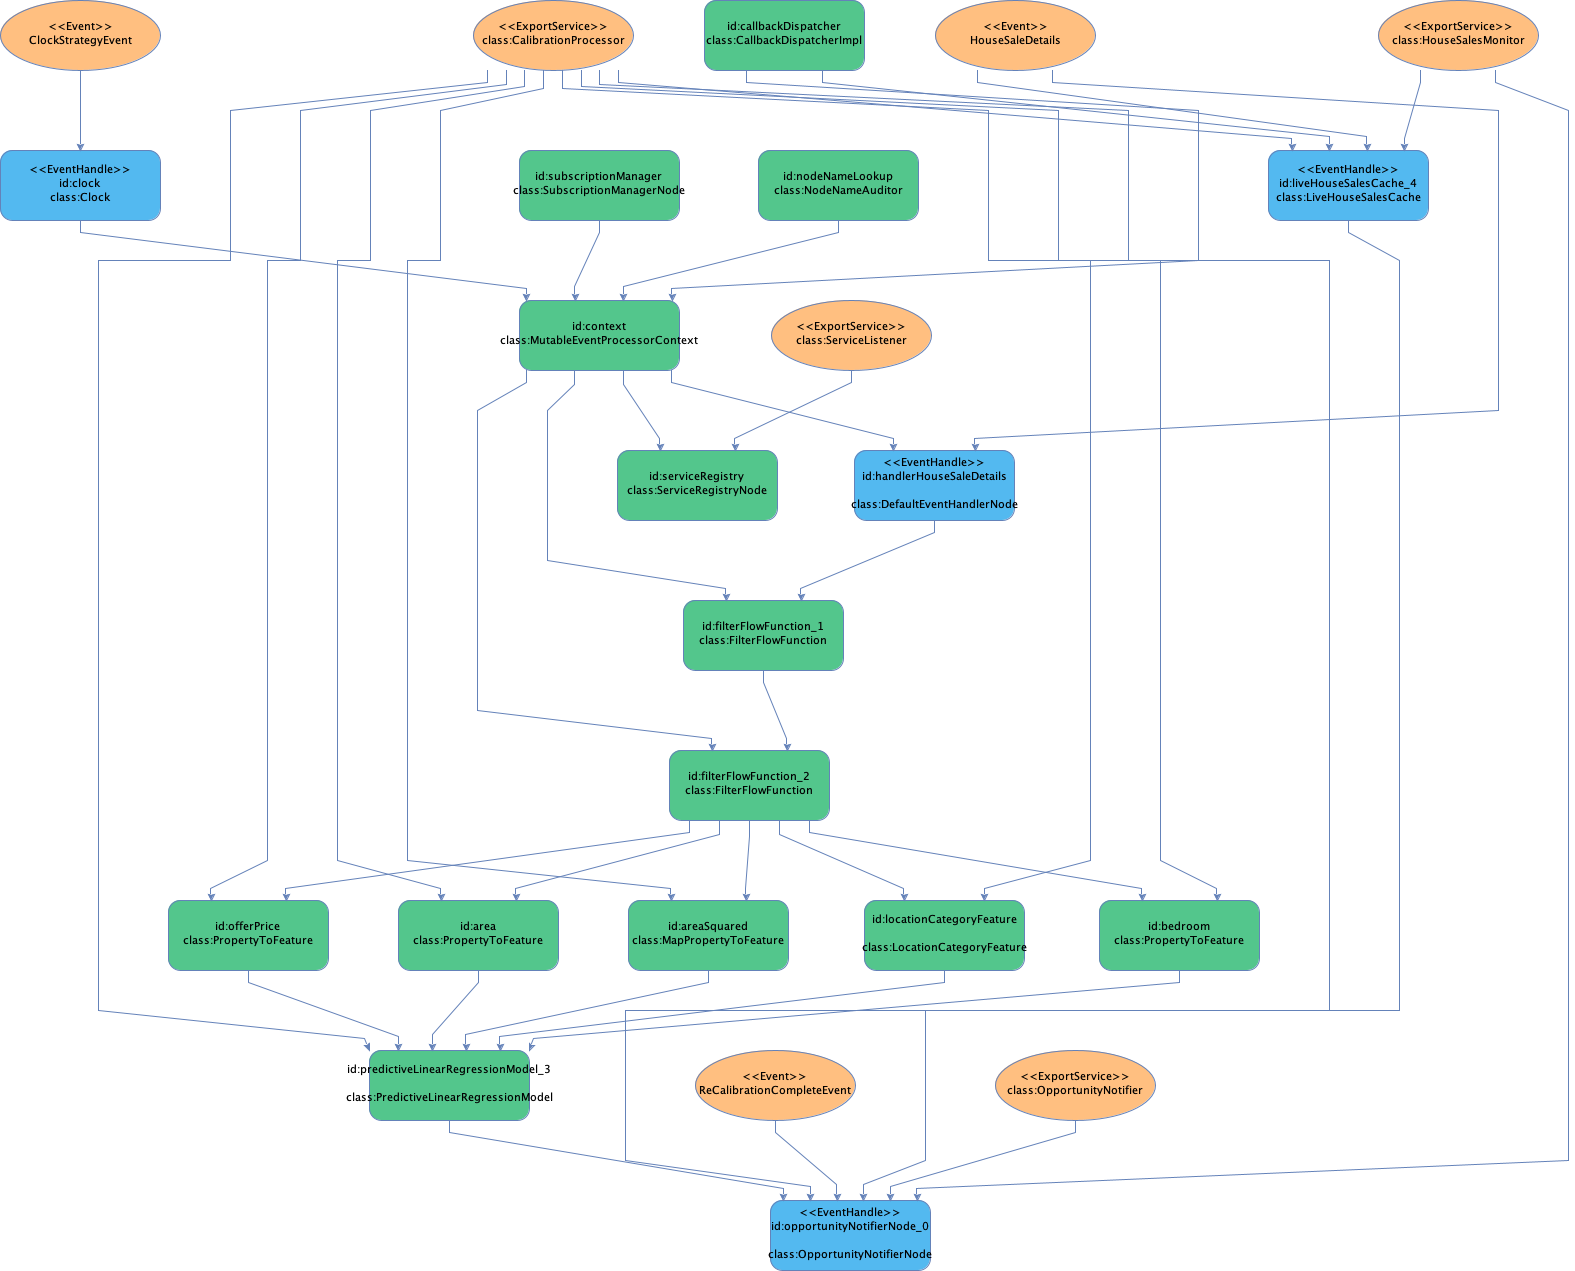 <<Event>>
ClockStrategyEvent
<<ExportService>>
class:CalibrationProcessor
id:callbackDispatcher
class:CallbackDispatcherImpl
<<Event>>
HouseSaleDetails
<<ExportService>>
class:HouseSalesMonitor
<<EventHandle>>
id:clock
class:Clock
id:subscriptionManager
class:SubscriptionManagerNode
id:nodeNameLookup
class:NodeNameAuditor
<<EventHandle>>
id:liveHouseSalesCache_4
class:LiveHouseSalesCache
id:context
class:MutableEventProcessorContext
<<ExportService>>
class:ServiceListener
id:serviceRegistry
class:ServiceRegistryNode
<<EventHandle>>
id:handlerHouseSaleDetails
class:DefaultEventHandlerNode
id:filterFlowFunction_1
class:FilterFlowFunction
id:filterFlowFunction_2
class:FilterFlowFunction
id:offerPrice
class:PropertyToFeature
id:area
class:PropertyToFeature
id:areaSquared
class:MapPropertyToFeature
id:locationCategoryFeature
class:LocationCategoryFeature
id:bedroom
class:PropertyToFeature
id:predictiveLinearRegressionModel_3
class:PredictiveLinearRegressionModel
<<Event>>
ReCalibrationCompleteEvent
<<ExportService>>
class:OpportunityNotifier
<<EventHandle>>
id:opportunityNotifierNode_0
class:OpportunityNotifierNode